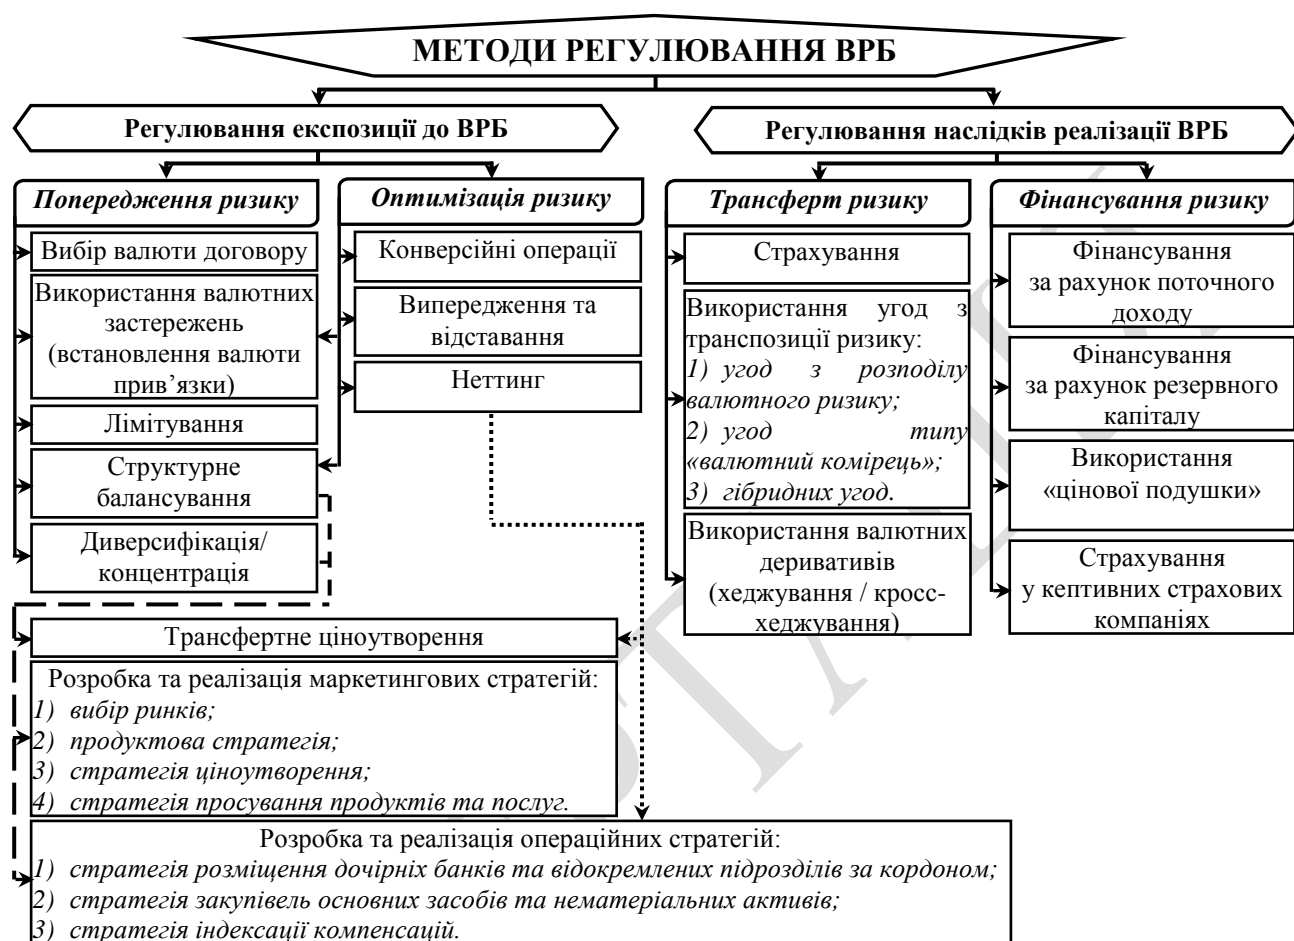 МЕТОДИ РЕГУЛЮВАННЯ ВРБ
Регулювання експозиції до ВРБ
Регулювання наслідків реалізації ВРБ
Попередження ризику
Оптимізація ризику
Трансферт ризику
Фінансування ризику
Вибір валюти договору
Використання валютних
застережень
(встановлення валюти
прив’язки)
Лімітування
Структурне
балансування
Диверсифікація/
концентрація
Конверсійні операції
Випередження та
відставання
Неттинг
Страхування
Використання угод з
транспозиції ризику:
1) угод з розподілу
валютного ризику;
2) угод типу
«валютний комірець»;
3) гібридних угод.
Використання валютних
деривативів
(хеджування / кросс-
хеджування)
Фінансування
за рахунок поточного
доходу
Фінансування
за рахунок резервного
капіталу
Використання
«цінової подушки»
Страхування
у кептивних страхових
компаніях
Трансфертне ціноутворення
Розробка та реалізація маркетингових стратегій:
1) вибір ринків;
2) продуктова стратегія;
3) стратегія ціноутворення;
4) стратегія просування продуктів та послуг.
Розробка та реалізація операційних стратегій:
1) стратегія розміщення дочірніх банків та відокремлених підрозділів за кордоном;
2) стратегія закупівель основних засобів та нематеріальних активів;
3) стратегія індексації компенсацій.